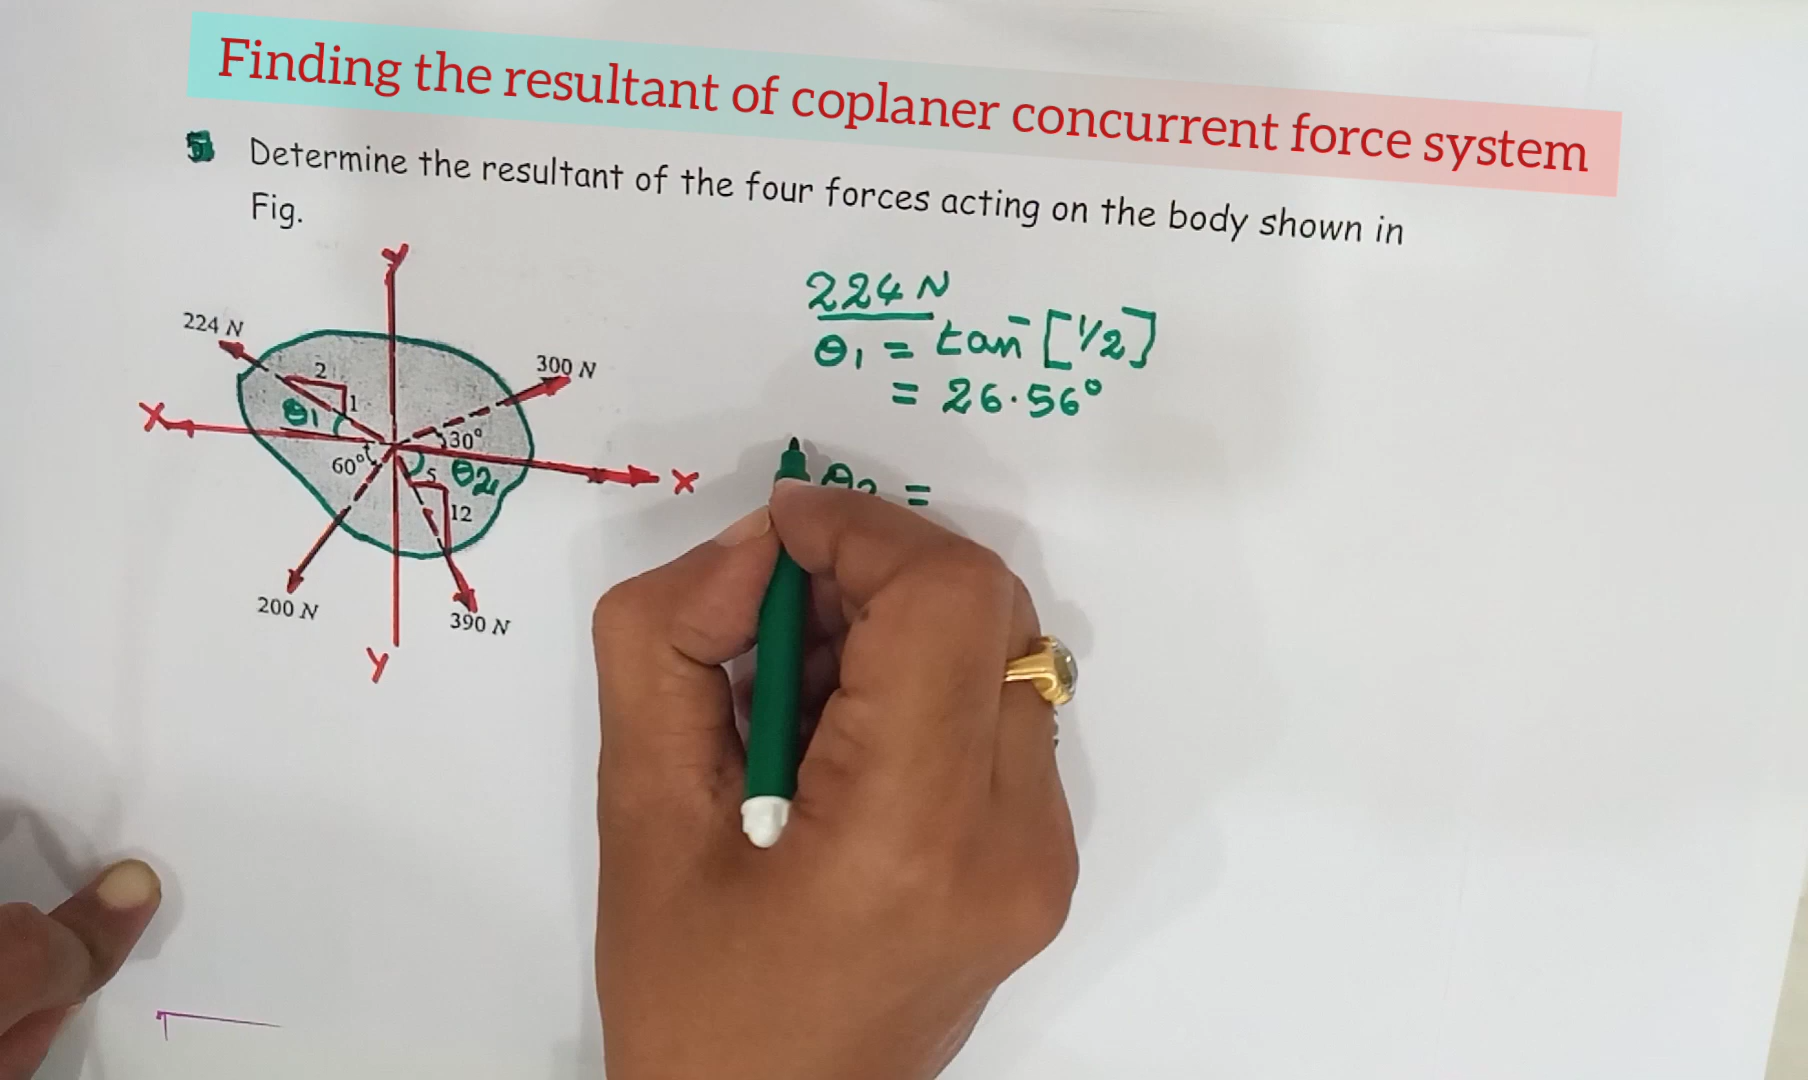 Finding the resultant of coplaner concurrent force system
5 Determine the resultant of the four forces acting on the body shown in
Fig.
Y
224 N
300 N
2
1
θ1
X
30°
60°
5
θ2
X
12
200 N
390 N
Y
224 N
θ1 = tan⁻ [1/2]
= 26.56°
θ2 =